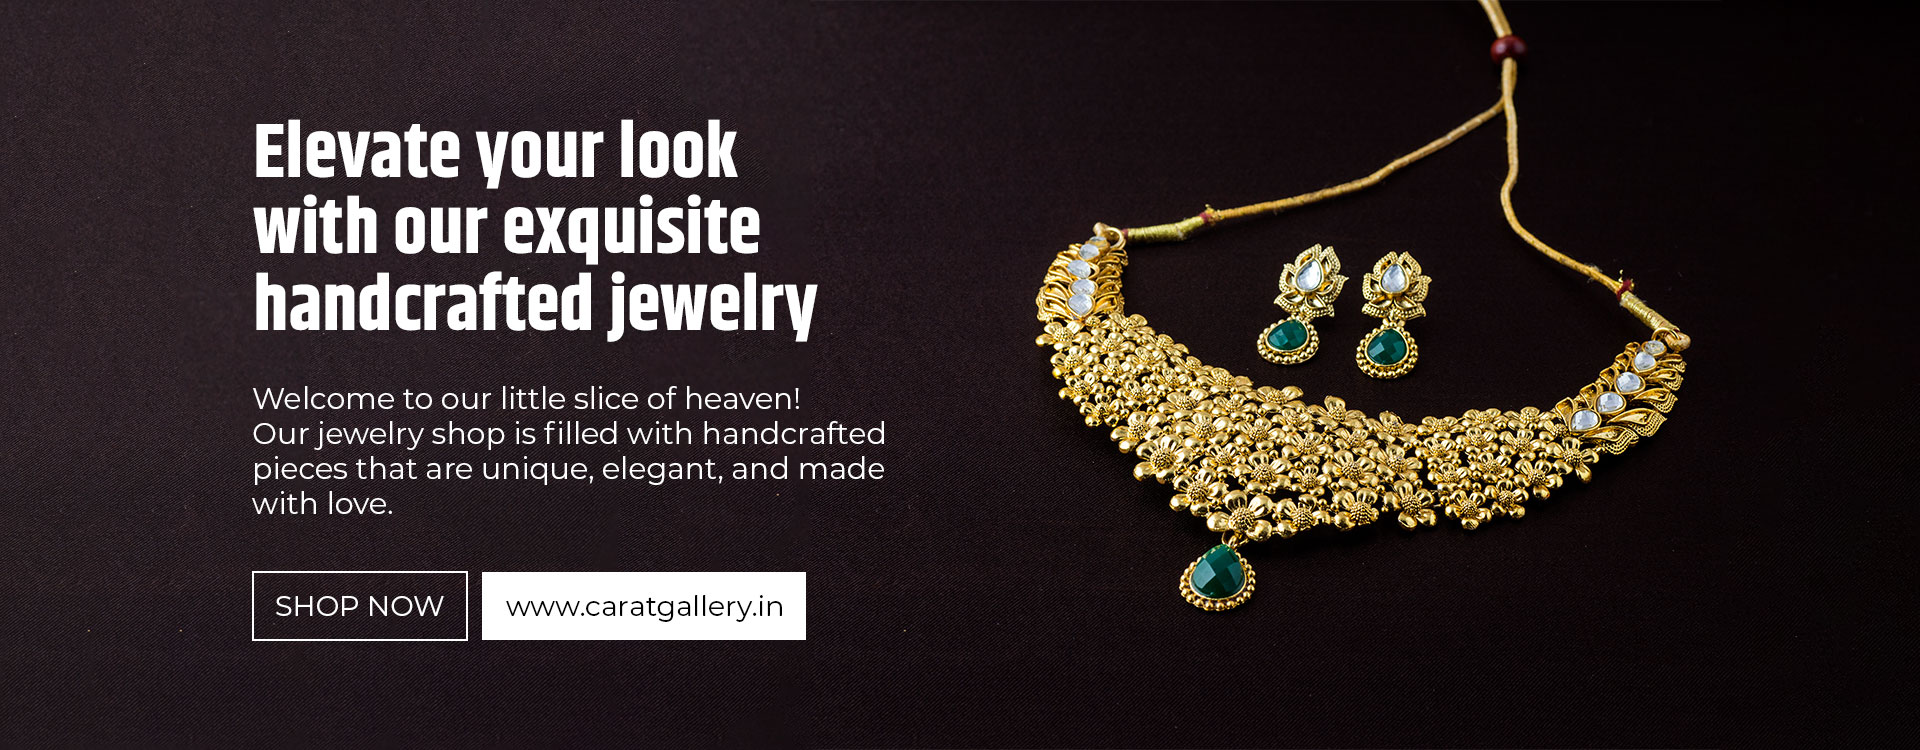 Elevate your look
with our exquisite
handcrafted jewelry
Welcome to our little slice of heaven!
Our jewelry shop is filled with handcrafted
pieces that are unique, elegant, and made
with love.
SHOP NOW
www.caratgallery.in